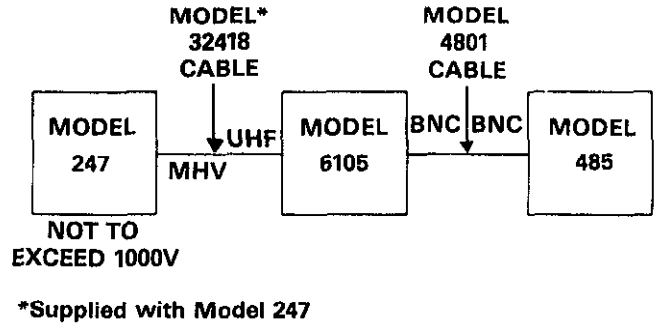 MODEL*
32418
CABLE
MODEL
4801
CABLE
MODEL
247
MHV
UHF
MODEL
6105
BNC
BNC
MODEL
485
NOT TO
EXCEED 1000V
*Supplied with Model 247